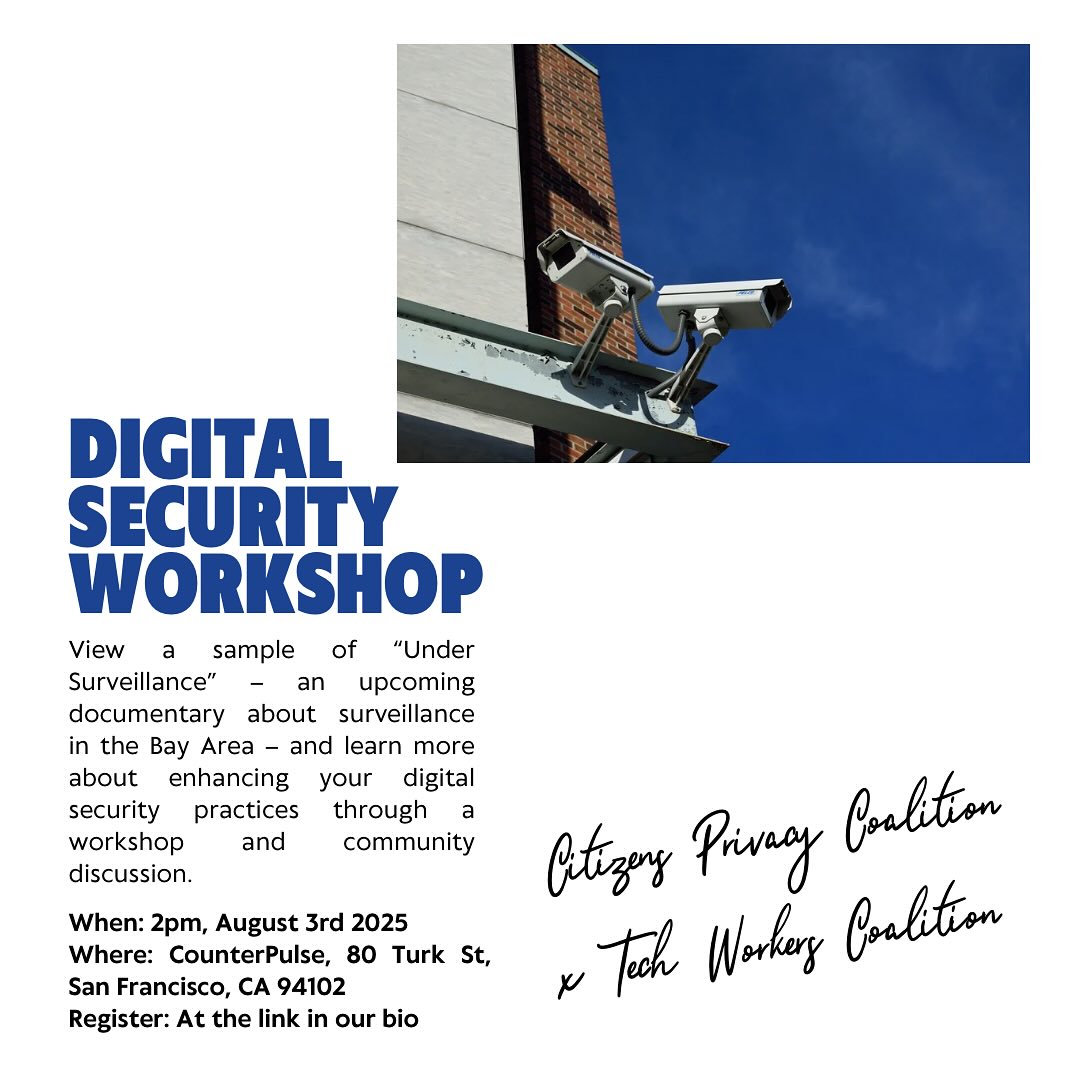 DIGITAL
SECURITY
WORKSHOP
View a sample of “Under
Surveillance” – an upcoming
documentary about surveillance
in the Bay Area – and learn more
about enhancing your digital
security practices through a
workshop and community
discussion.
When: 2pm, August 3rd 2025
Where: CounterPulse, 80 Turk St,
San Francisco, CA 94102
Register: At the link in our bio
Citizens Privacy Coalition
x Tech Workers Coalition